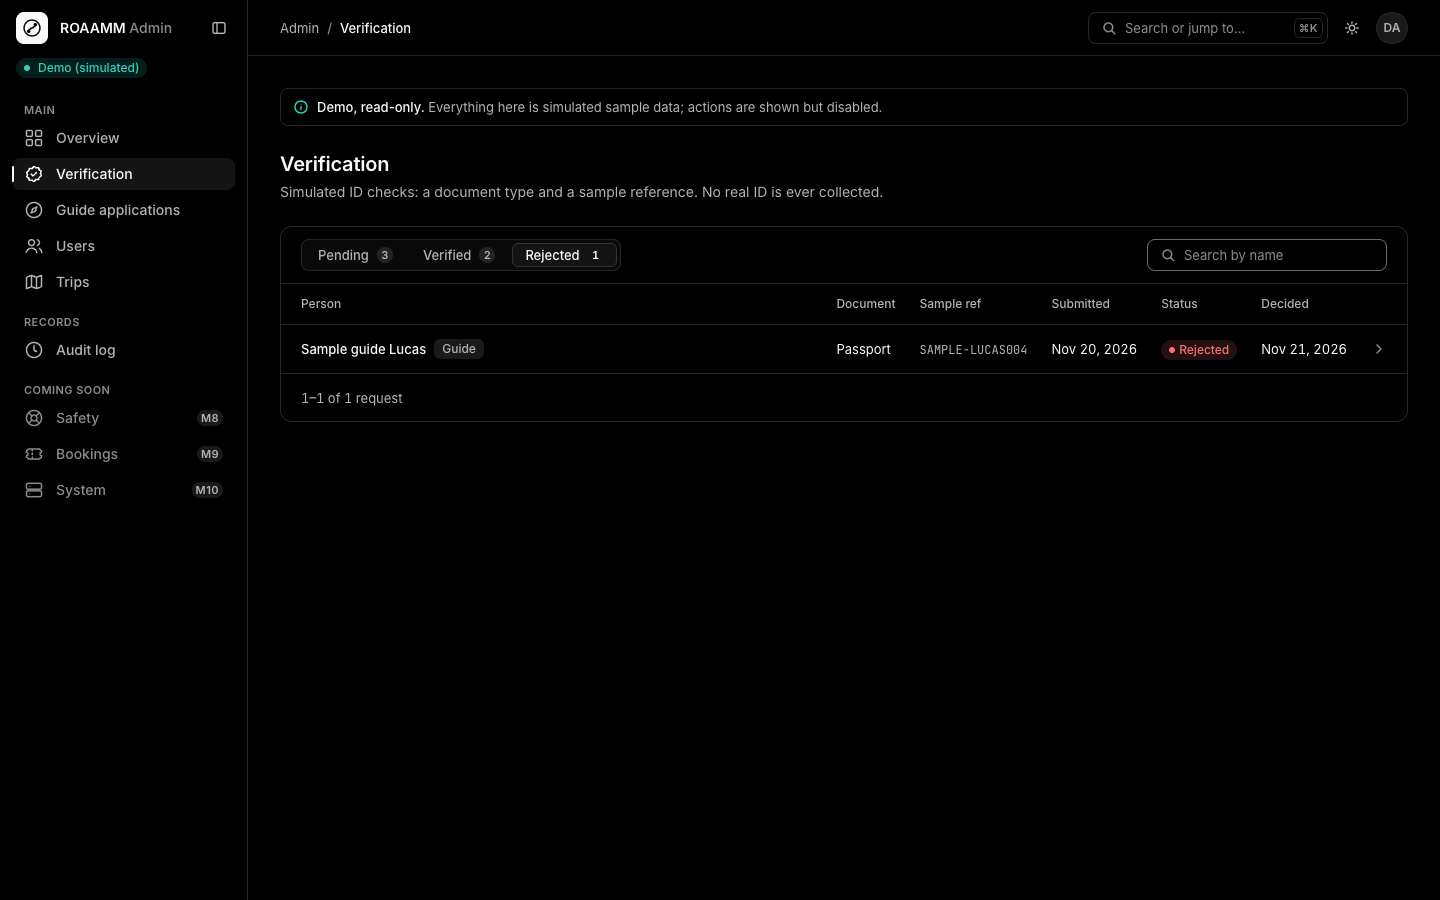 ROAAMM Admin
Demo (simulated)
MAIN
Overview
Verification
Guide applications
Users
Trips
RECORDS
Audit log
COMING SOON
Safety M8
Bookings M9
System M10
Admin / Verification
Search or jump to... ⌘K
DA
Demo, read-only. Everything here is simulated sample data; actions are shown but disabled.
Verification
Simulated ID checks: a document type and a sample reference. No real ID is ever collected.
Pending 3 Verified 2 Rejected 1
Search by name
Person Document Sample ref Submitted Status Decided
Sample guide Lucas Guide Passport SAMPLE-LUCAS004 Nov 20, 2026 Rejected Nov 21, 2026
1–1 of 1 request